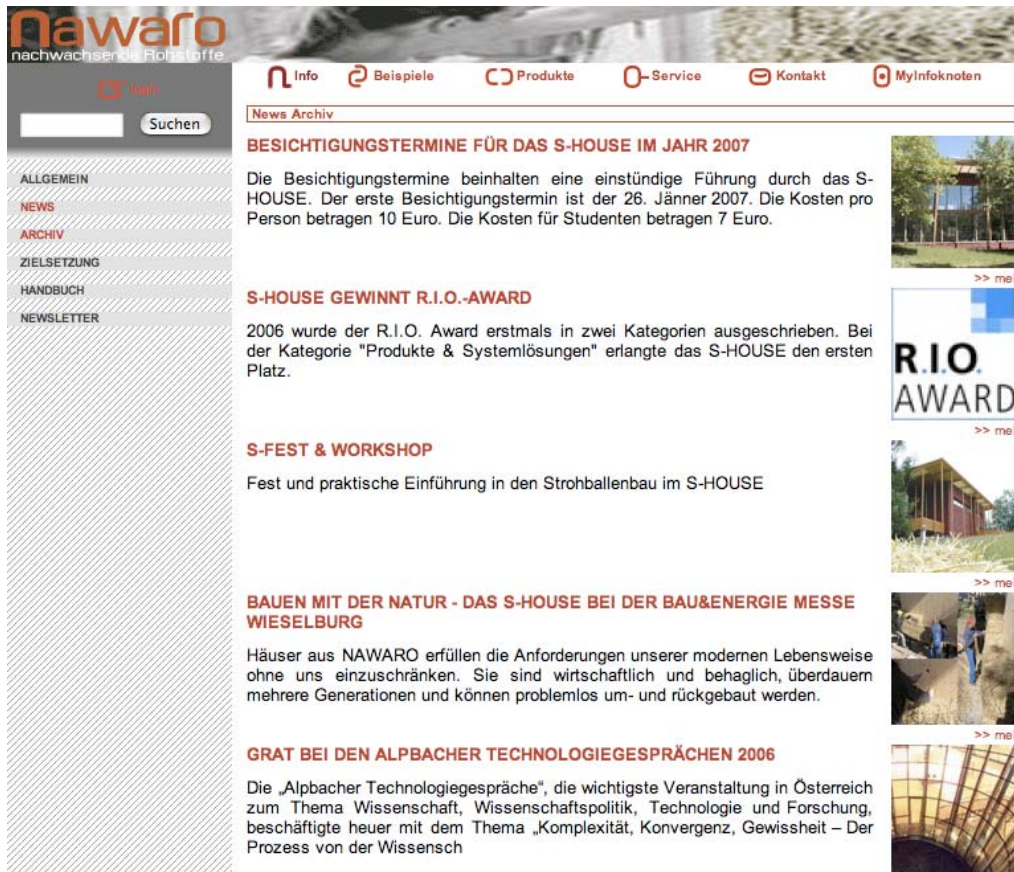 nawaro
nachwachsende Rohstoffe
login
Suchen
ALLGEMEIN
NEWS
ARCHIV
ZIELSETZUNG
HANDBUCH
NEWSLETTER
Info Beispiele Produkte Service Kontakt MyInfoknoten
News Archiv
BESICHTIGUNGSTERMINE FÜR DAS S-HOUSE IM JAHR 2007
Die Besichtigungstermine beinhalten eine einstündige Führung durch das S-
HOUSE. Der erste Besichtigungstermin ist der 26. Jänner 2007. Die Kosten pro
Person betragen 10 Euro. Die Kosten für Studenten betragen 7 Euro.
>> me
S-HOUSE GEWINNT R.I.O.-AWARD
2006 wurde der R.I.O. Award erstmals in zwei Kategorien ausgeschrieben. Bei
der Kategorie "Produkte & Systemlösungen" erlangte das S-HOUSE den ersten
Platz.
R.I.O.
AWARD
>> me
S-FEST & WORKSHOP
Fest und praktische Einführung in den Strohballenbau im S-HOUSE
>> me
BAUEN MIT DER NATUR - DAS S-HOUSE BEI DER BAU&ENERGIE MESSE
WIESELBURG
Häuser aus NAWARO erfüllen die Anforderungen unserer modernen Lebensweise
ohne uns einzuschränken. Sie sind wirtschaftlich und behaglich, überdauern
mehrere Generationen und können problemlos um- und rückgebaut werden.
>> me
GRAT BEI DEN ALPBACHER TECHNOLOGIEGESPRÄCHEN 2006
Die „Alpbacher Technologiegespräche“, die wichtigste Veranstaltung in Österreich
zum Thema Wissenschaft, Wissenschaftspolitik, Technologie und Forschung,
beschäftigte heuer mit dem Thema „Komplexität, Konvergenz, Gewissheit – Der
Prozess von der Wissensch